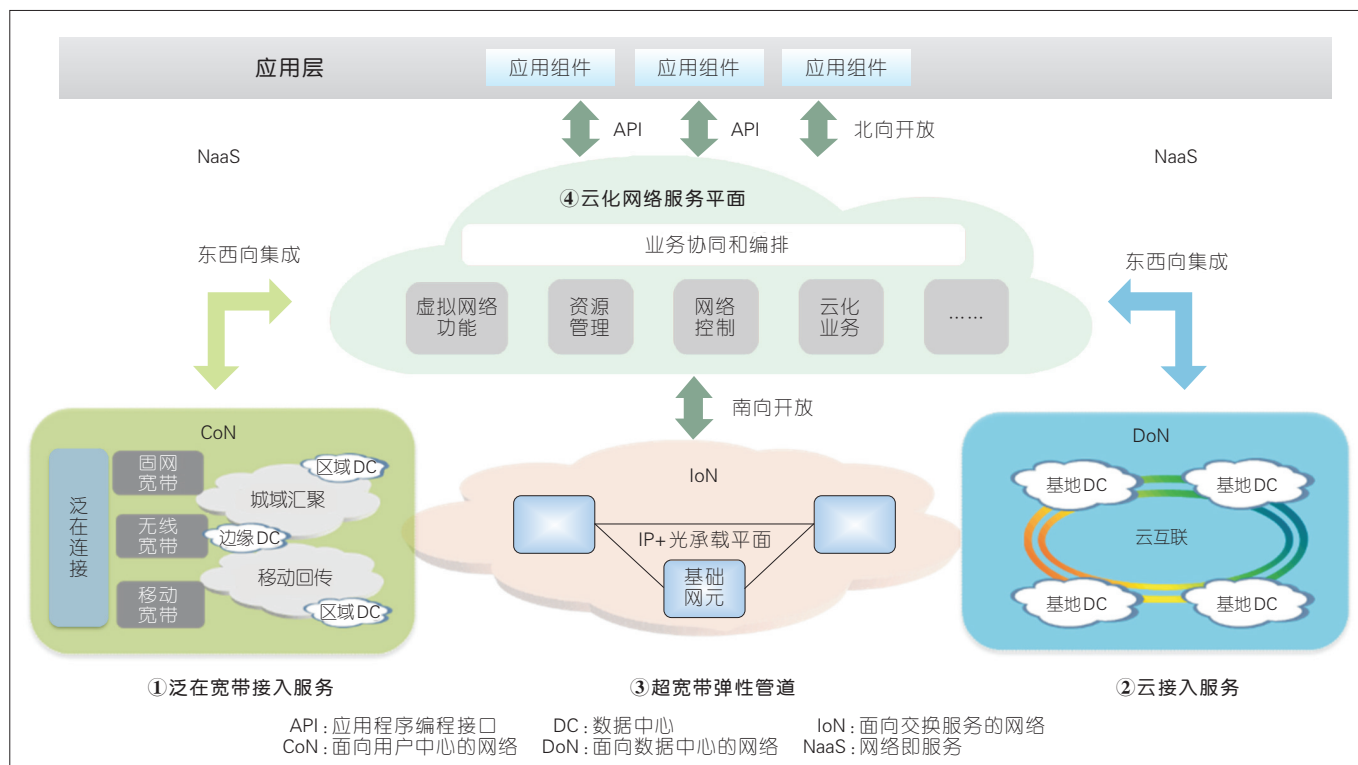 应用层
应用组件
应用组件
应用组件
API
API
北向开放
NaaS
NaaS
④云化网络服务平面
业务协同和编排
东西向集成
东西向集成
虚拟网络
功能
资源
管理
网络
控制
云化
业务
……
南向开放
CoN
泛在连接
固网
宽带
无线
宽带
移动
宽带
区域DC
城域汇聚
边缘DC
移动回传
区域DC
IoN
IP+光承载平面
基础
网元
DoN
基地DC
基地DC
云互联
基地DC
基地DC
①泛在宽带接入服务
③超宽带弹性管道
②云接入服务
API:应用程序编程接口 DC:数据中心 IoN:面向交换服务的网络
CoN:面向用户中心的网络 DoN:面向数据中心的网络 NaaS:网络即服务